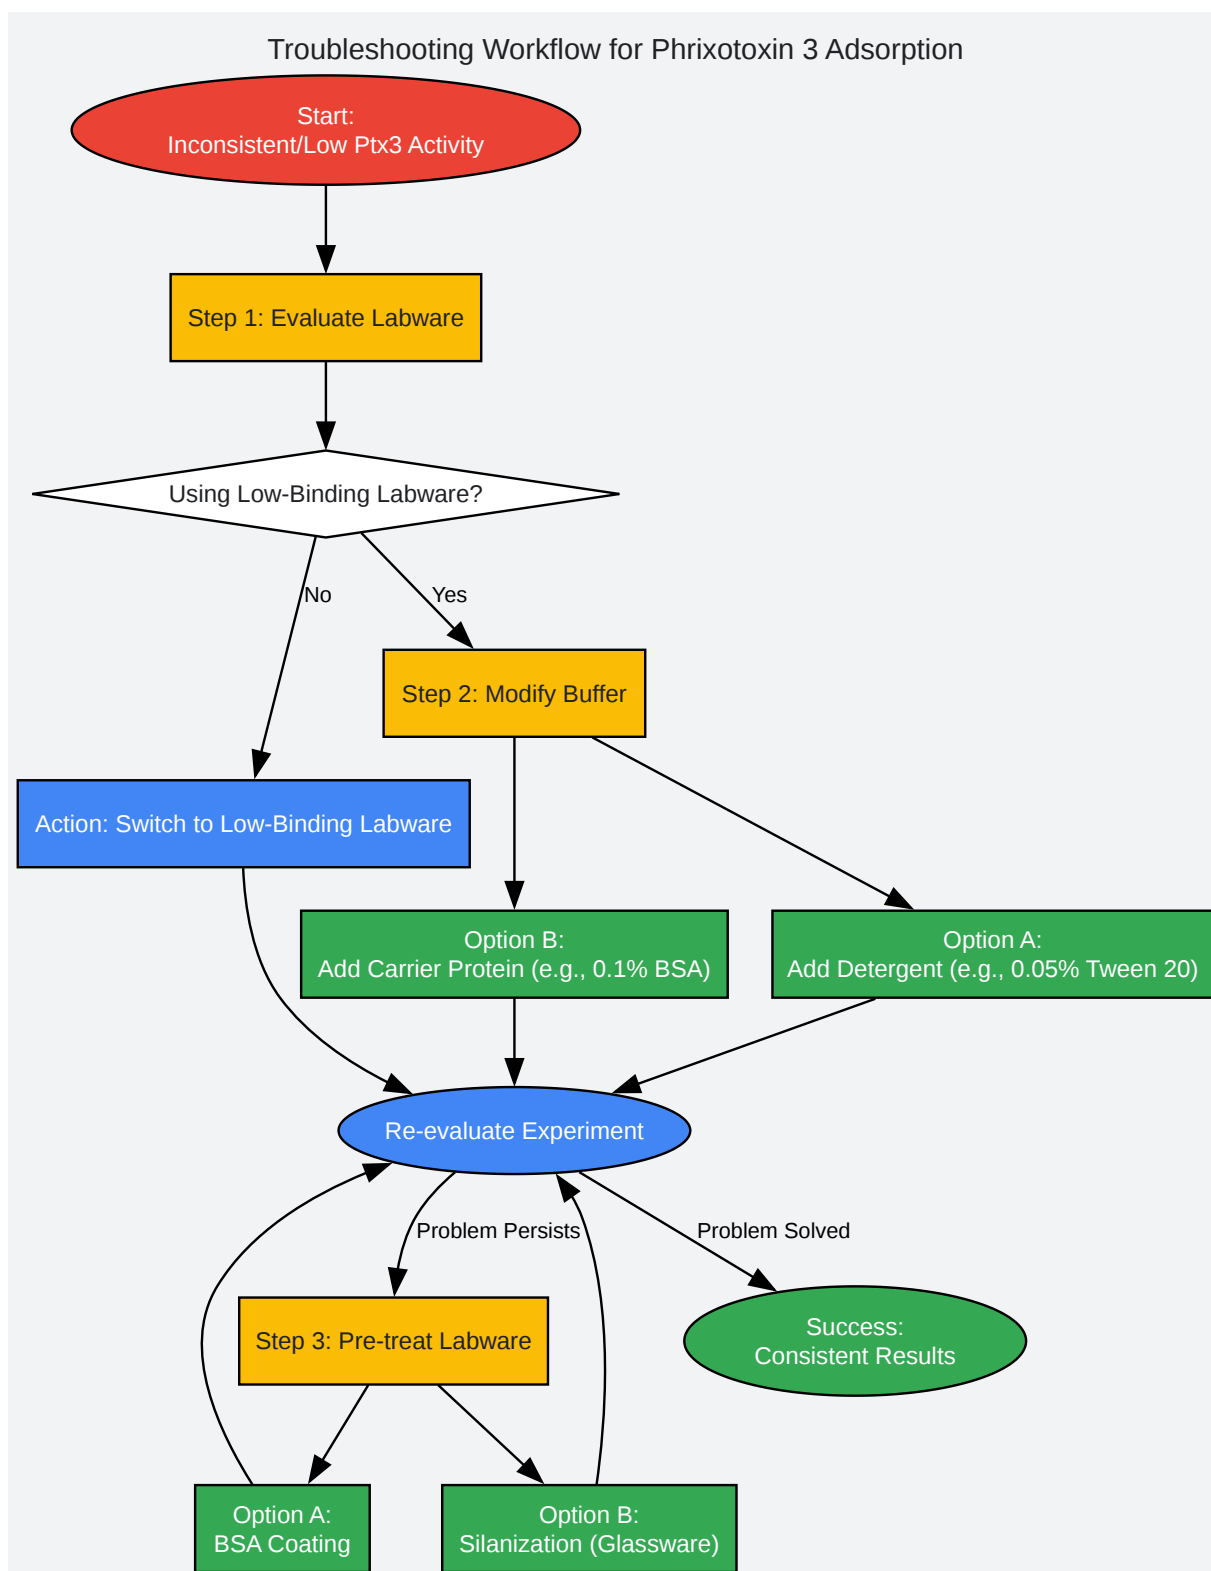 Troubleshooting Workflow for Phrixotoxin 3 Adsorption
Start:
Inconsistent/Low Ptx3 Activity
Step 1: Evaluate Labware
Using Low-Binding Labware?
No
Yes
Step 2: Modify Buffer
Action: Switch to Low-Binding Labware
Option B:
Add Carrier Protein (e.g., 0.1% BSA)
Option A:
Add Detergent (e.g., 0.05% Tween 20)
Re-evaluate Experiment
Problem Persists
Problem Solved
Step 3: Pre-treat Labware
Success:
Consistent Results
Option A:
BSA Coating
Option B:
Silanization (Glassware)